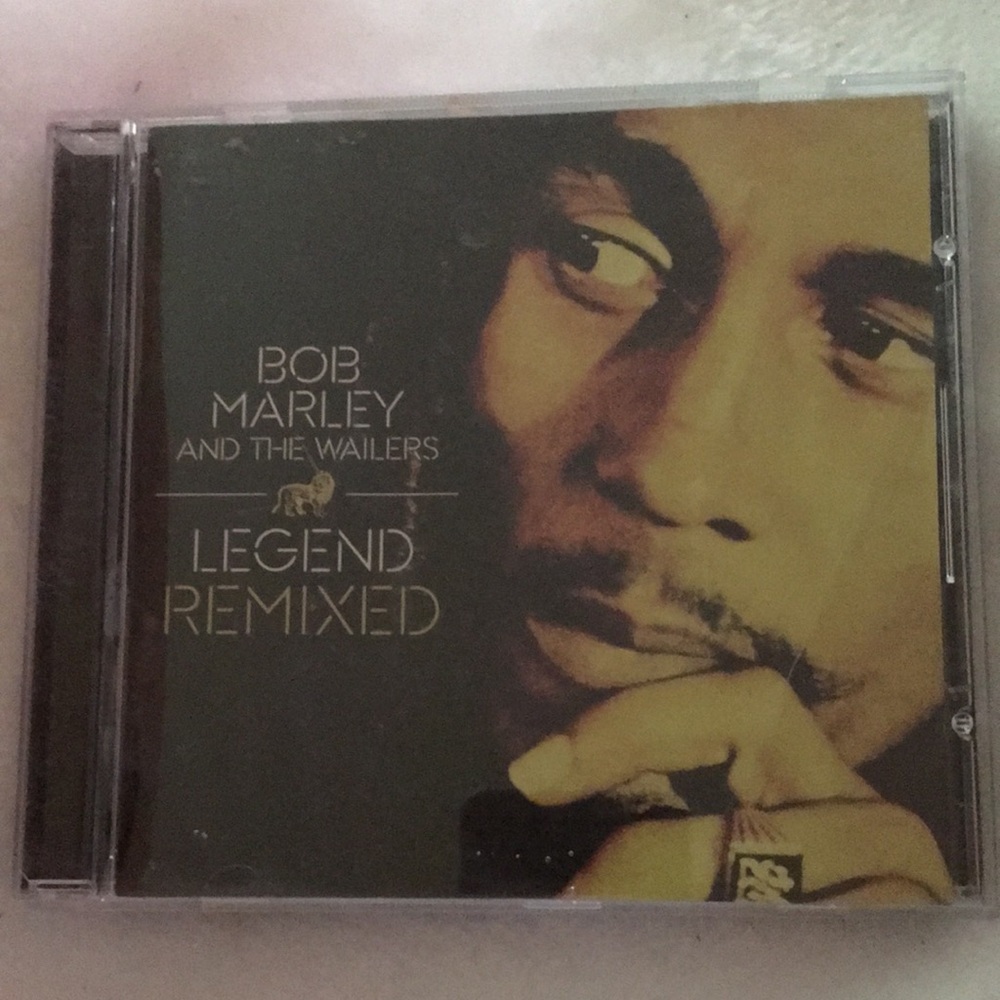 BOB
MARLEY
AND THE WAILERS
LEGEND
REMIXED